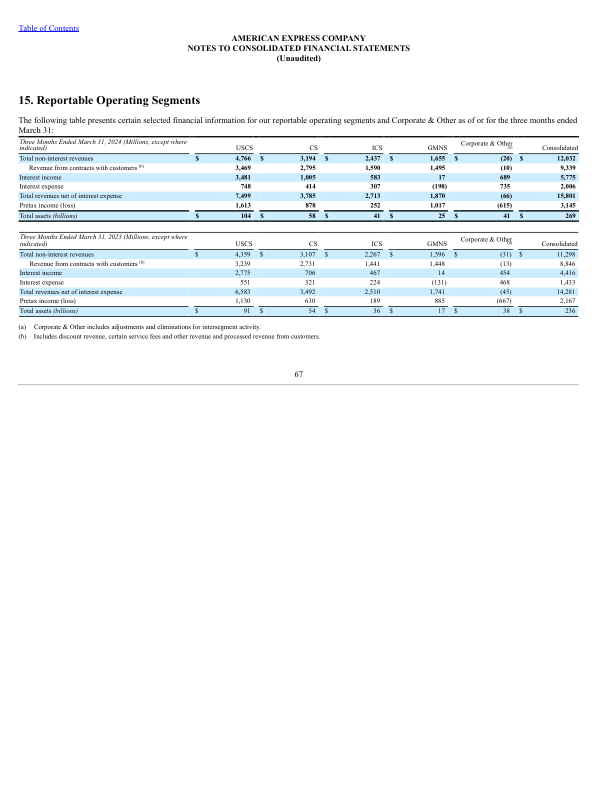 Table of Contents
AMERICAN EXPRESS COMPANY
NOTES TO CONSOLIDATED FINANCIAL STATEMENTS
(Unaudited)
15. Reportable Operating Segments
The following table presents certain selected financial information for our reportable operating segments and Corporate & Other as of or for the three months ended
March 31:
Three Months Ended March 31, 2024 (Millions, except where
indicated) USCS CS ICS GMNS Corporate & Other (a) Consolidated
Total non-interest revenues $ 4,766 $ 3,194 $ 2,437 $ 1,655 $ (20) $ 12,032
Revenue from contracts with customers (b) 3,469 2,795 1,590 1,495 (10) 9,339
Interest income 3,481 1,005 583 17 689 5,775
Interest expense 748 414 307 (198) 735 2,006
Total revenues net of interest expense 7,499 3,785 2,713 1,870 (66) 15,801
Pretax income (loss) 1,613 878 252 1,017 (615) 3,145
Total assets (billions) $ 104 $ 58 $ 41 $ 25 $ 41 $ 269
Three Months Ended March 31, 2023 (Millions, except where
indicated) USCS CS ICS GMNS Corporate & Other (a) Consolidated
Total non-interest revenues $ 4,359 $ 3,107 $ 2,267 $ 1,596 $ (31) $ 11,298
Revenue from contracts with customers (b) 3,239 2,731 1,441 1,448 (13) 8,846
Interest income 2,775 706 467 14 454 4,416
Interest expense 551 321 224 (131) 468 1,433
Total revenues net of interest expense 6,583 3,492 2,510 1,741 (45) 14,281
Pretax income (loss) 1,130 630 189 885 (667) 2,167
Total assets (billions) $ 91 $ 54 $ 36 $ 17 $ 38 $ 236
(a) Corporate & Other includes adjustments and eliminations for intersegment activity.
(b) Includes discount revenue, certain service fees and other revenue and processed revenue from customers.
67